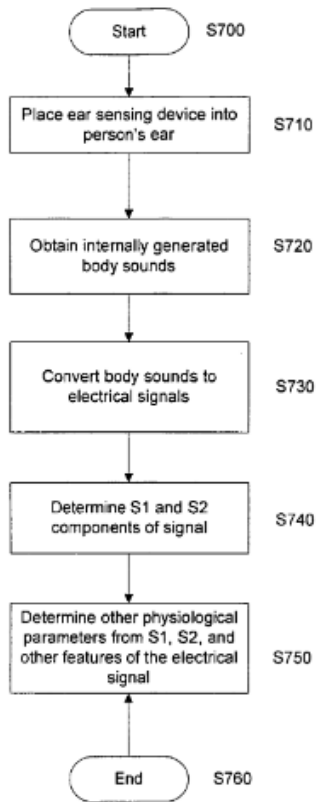 Start S700
Place ear sensing device into
person's ear
S710
Obtain internally generated
body sounds
S720
Convert body sounds to
electrical signals
S730
Determine S1 and S2
components of signal
S740
Determine other physiological
parameters from S1, S2, and
other features of the electrical
signal
S750
End S760